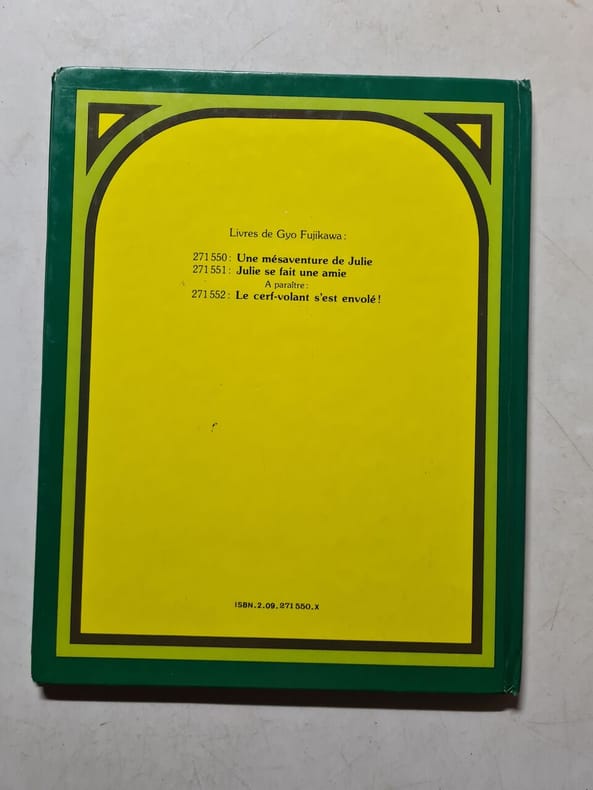 Livres de Gyo Fujikawa :
271 550 : Une mésaventure de Julie
271 551 : Julie se fait une amie
A paraître :
271 552 : Le cerf-volant s'est envolé !
ISBN.2.09.271 550.X